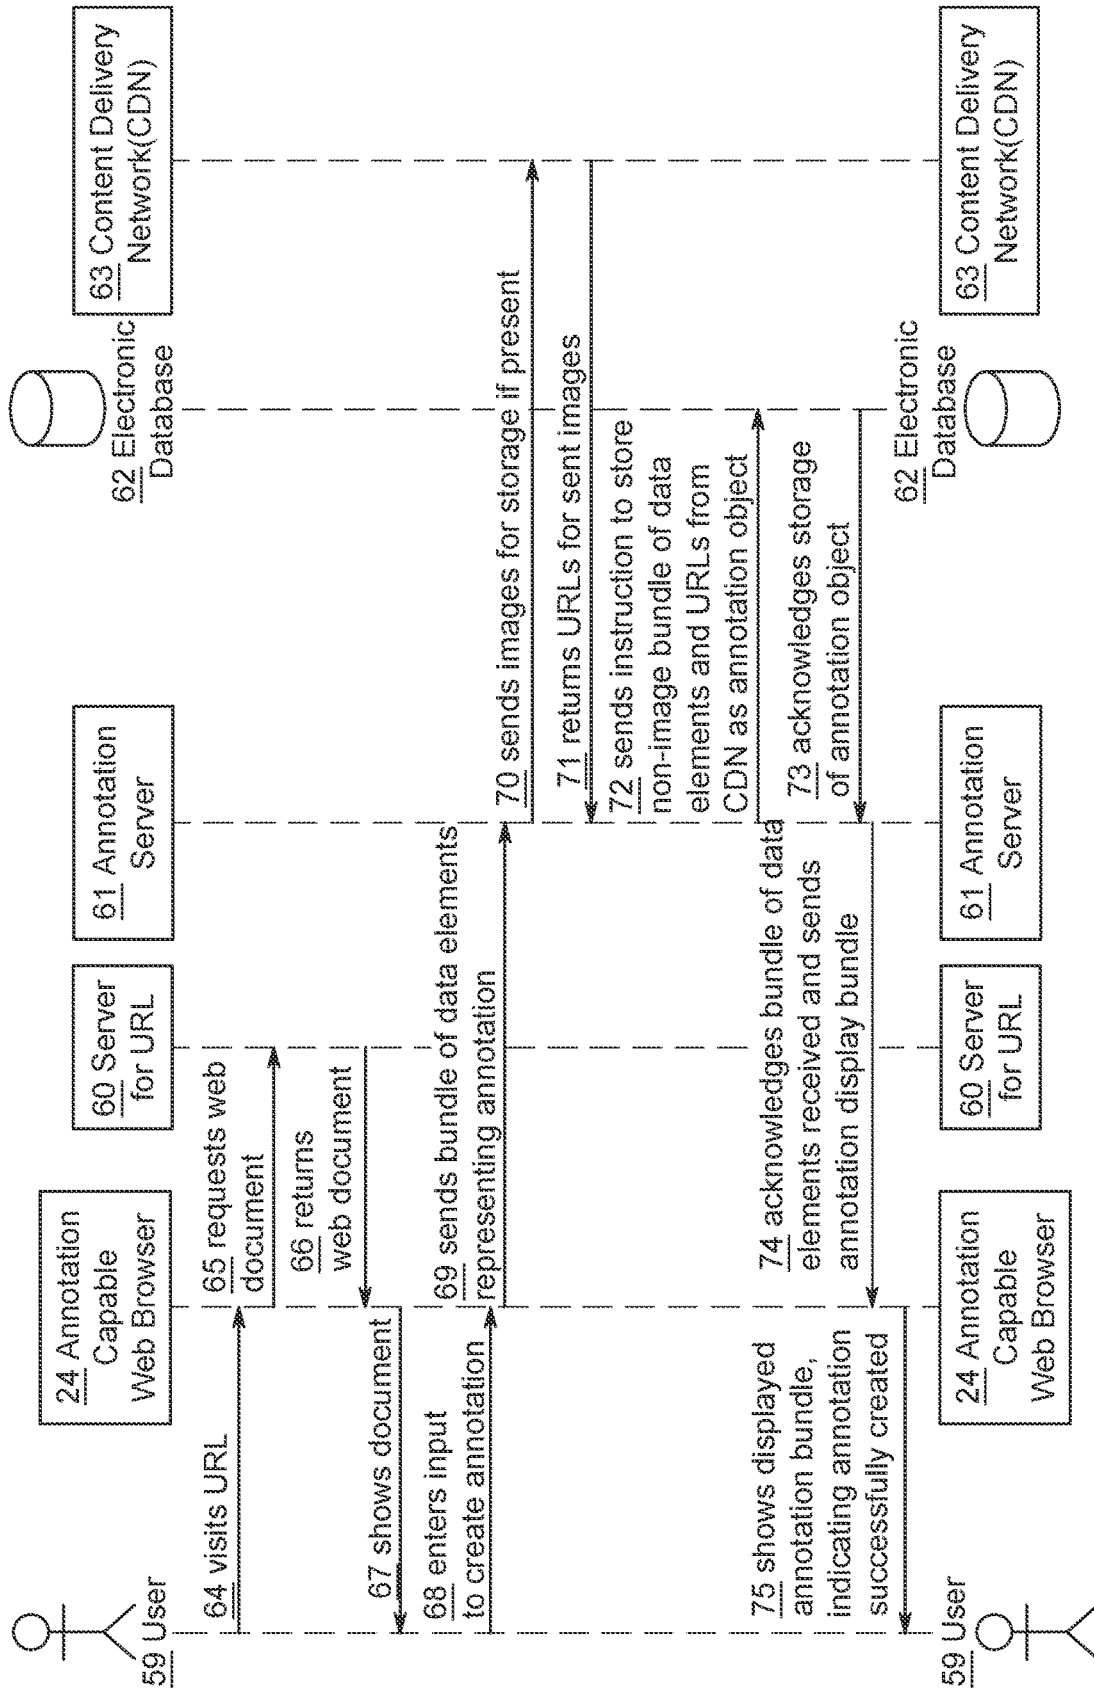 59 User
24 Annotation
Capable
Web Browser
60 Server
for URL
61 Annotation
Server
62 Electronic
Database
63 Content Delivery
Network(CDN)
64 visits URL
65 requests web
document
66 returns
web document
67 shows document
68 enters input
to create annotation
69 sends bundle of data elements
representing annotation
70 sends images for storage if present
71 returns URLs for sent images
72 sends instruction to store
non-image bundle of data
elements and URLs from
CDN as annotation object
73 acknowledges storage
of annotation object
74 acknowledges bundle of data
elements received and sends
annotation display bundle
75 shows displayed
annotation bundle,
indicating annotation
successfully created
59 User
24 Annotation
Capable
Web Browser
60 Server
for URL
61 Annotation
Server
62 Electronic
Database
63 Content Delivery
Network(CDN)